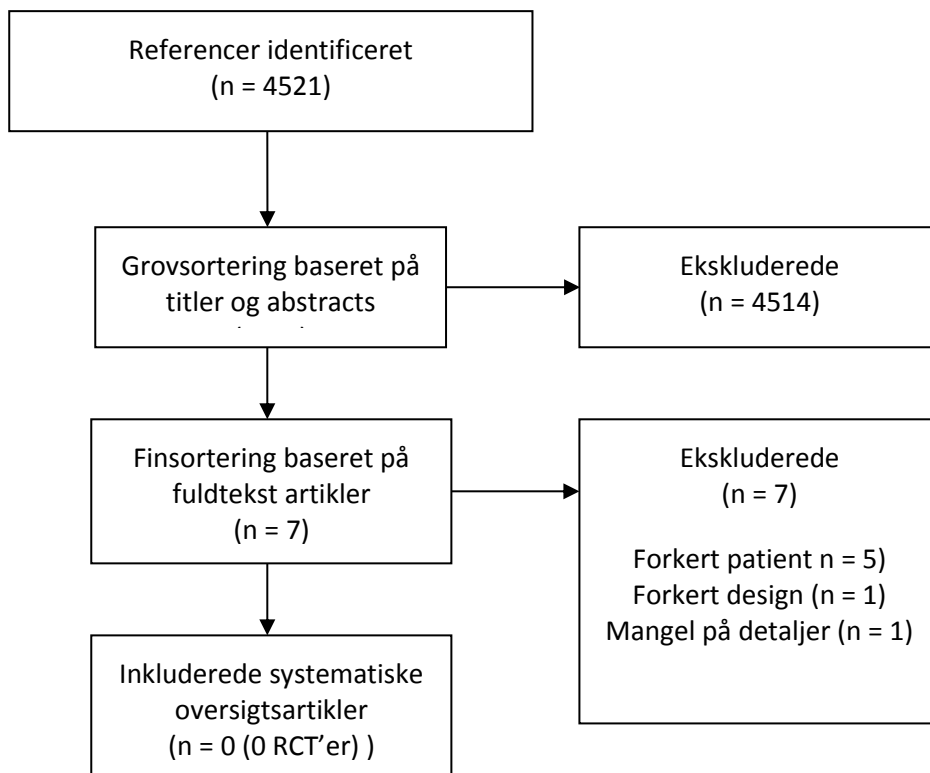 Referencer identificeret
(n = 4521)
Grovsortering baseret på
titler og abstracts
Ekskluderede
(n = 4514)
Finsortering baseret på
fuldtekst artikler
(n = 7)
Ekskluderede
(n = 7)
Forkert patient n = 5)
Forkert design (n = 1)
Mangel på detaljer (n = 1)
Inkluderede systematiske
oversigtsartikler
(n = 0 (0 RCT’er) )